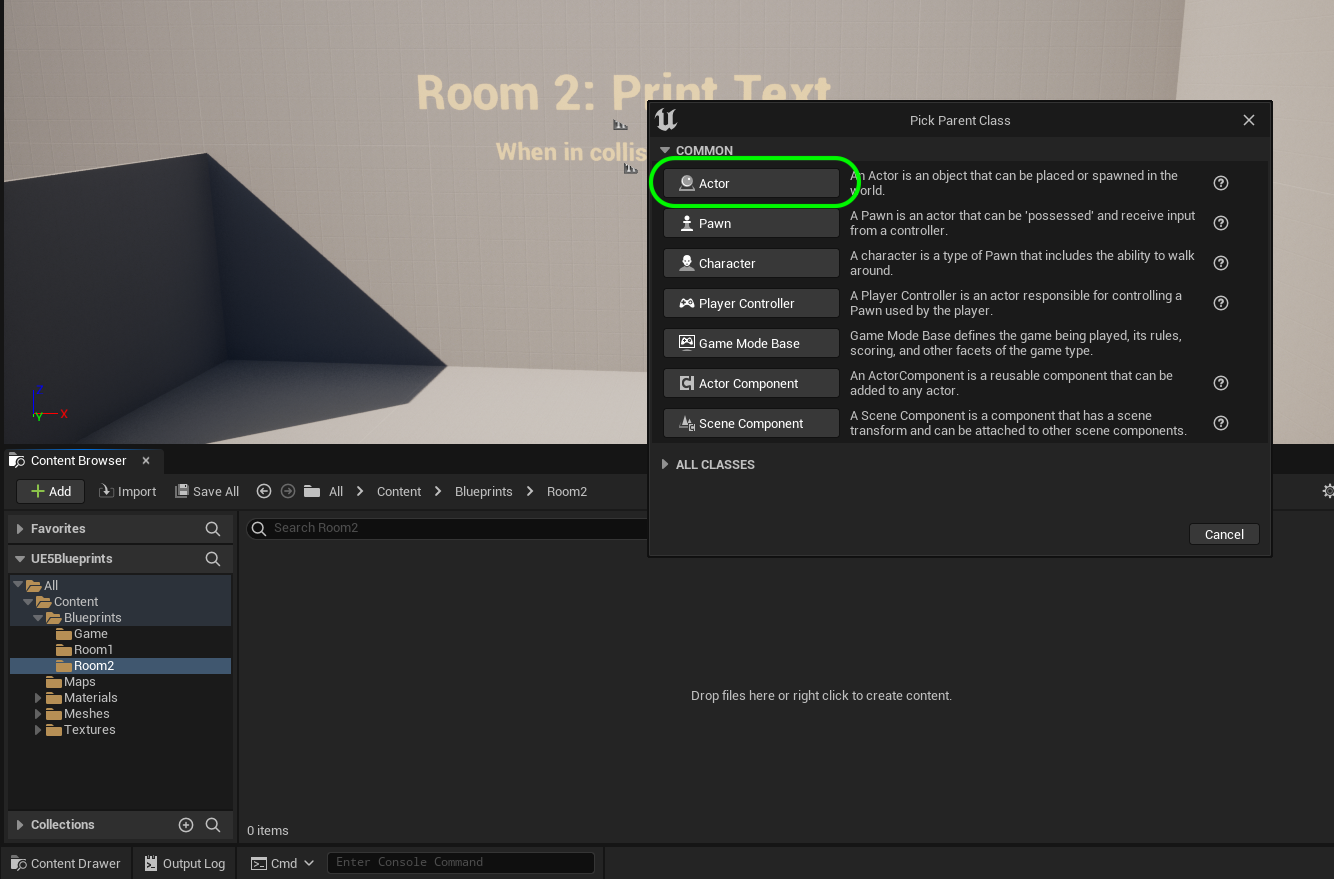 Room 2: Print Text
When in collis
Pick Parent Class
COMMON
Actor
An Actor is an object that can be placed or spawned in the
world.
Pawn
A Pawn is an actor that can be 'possessed' and receive input
from a controller.
Character
A character is a type of Pawn that includes the ability to walk
around.
Player Controller
A Player Controller is an actor responsible for controlling a
Pawn used by the player.
Game Mode Base
Game Mode Base defines the game being played, its rules,
scoring, and other facets of the game type.
Actor Component
An ActorComponent is a reusable component that can be
added to any actor.
Scene Component
A Scene Component is a component that has a scene
transform and can be attached to other scene components.
ALL CLASSES
Cancel
Z
Y X
Content Browser
Add Import Save All All Content Blueprints Room2
Favorites
Search Room2
UE5Blueprints
All
Content
Blueprints
Game
Room1
Room2
Maps
Materials
Meshes
Textures
Drop files here or right click to create content.
Collections
0 items
Content Drawer Output Log Cmd Enter Console Command